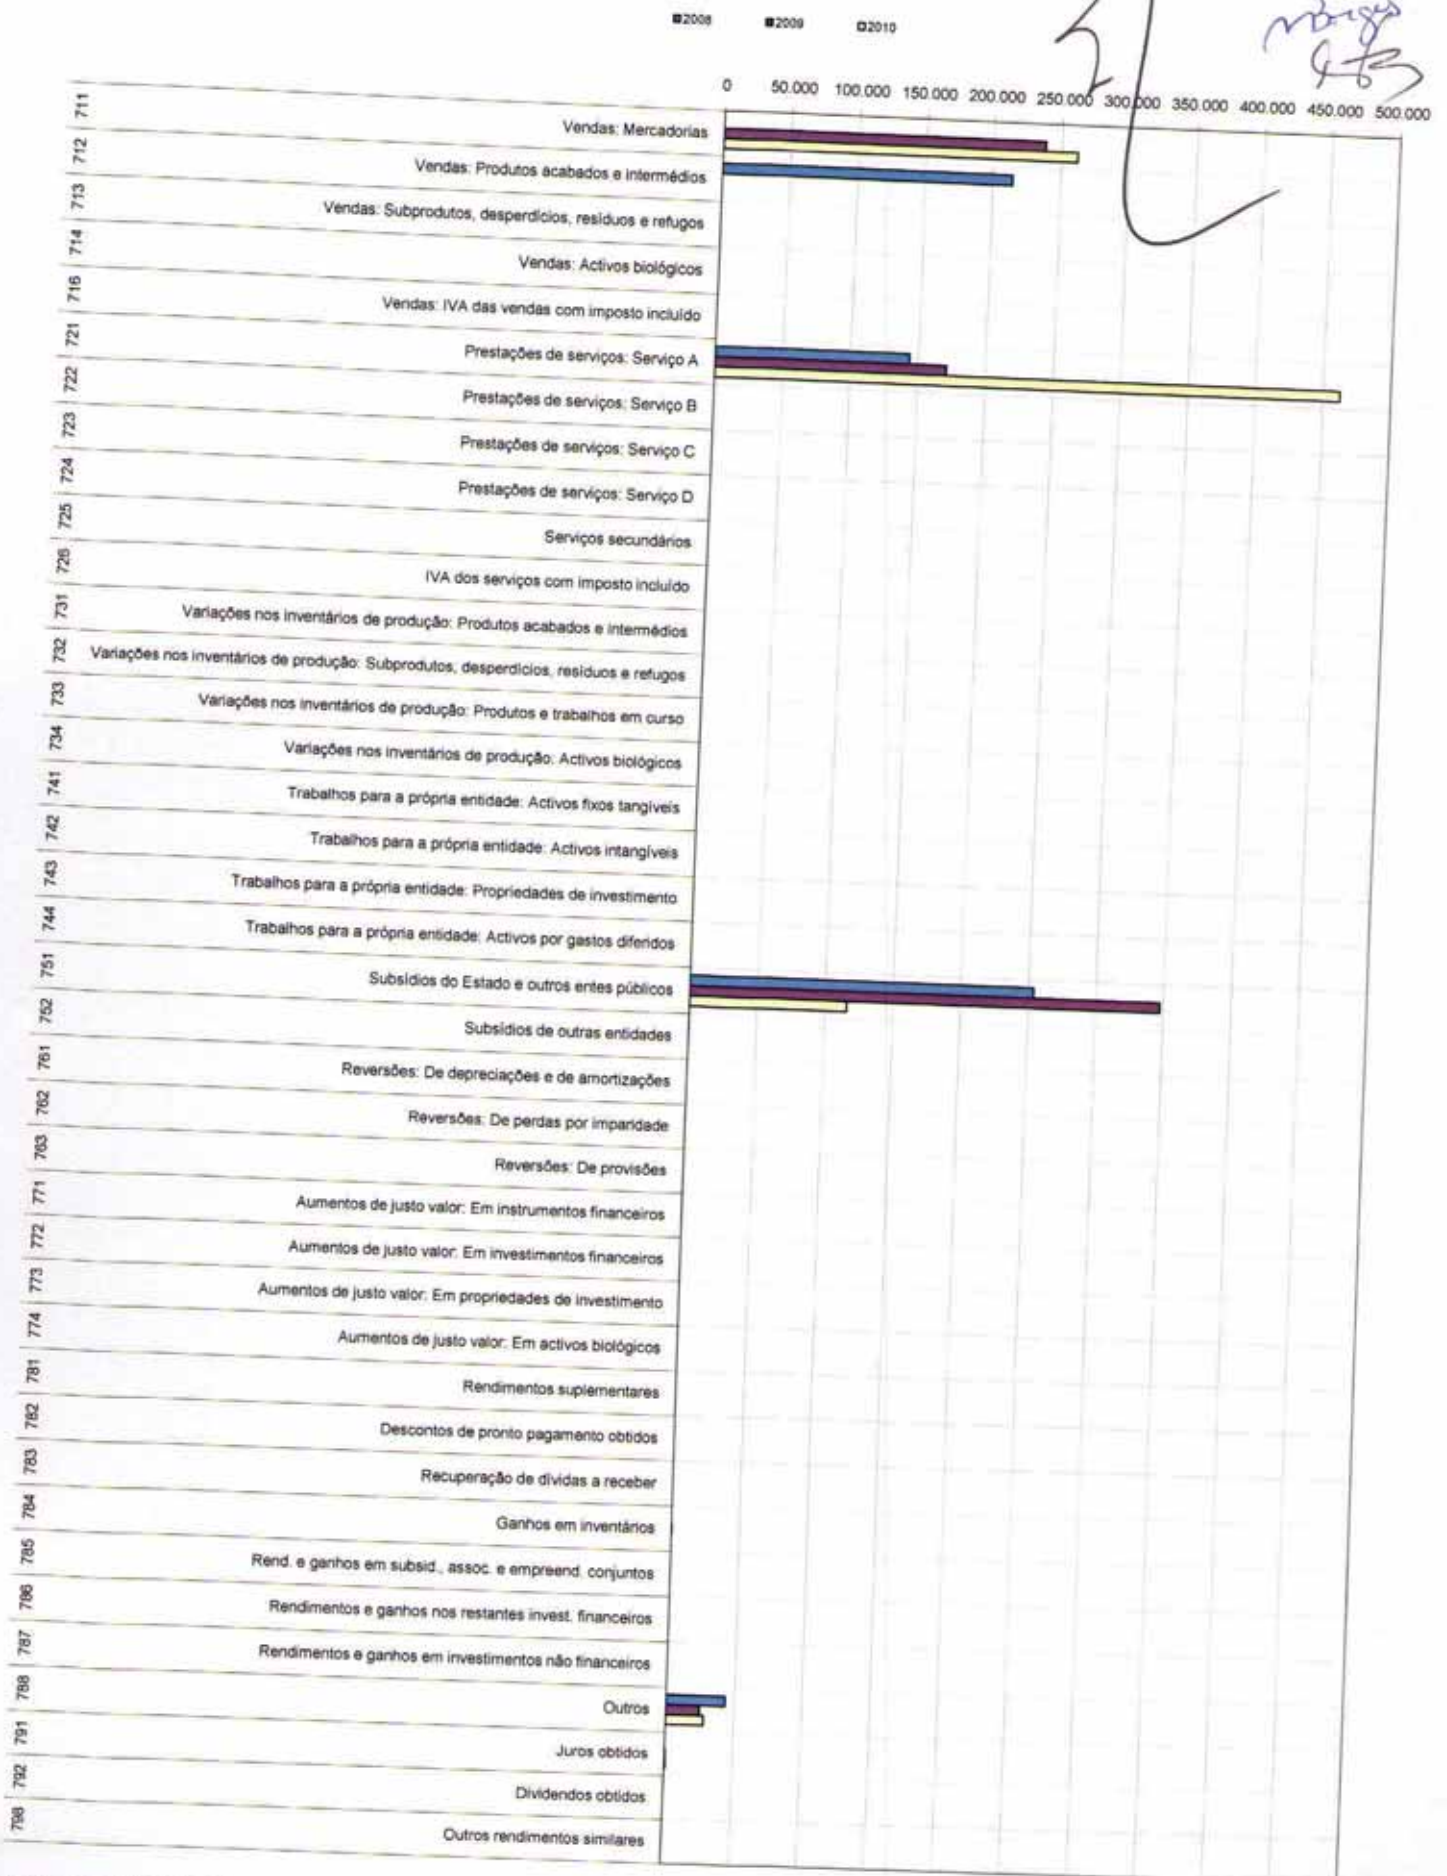 2008 2009 2010
0 50.000 100.000 150.000 200.000 250.000 300.000 350.000 400.000 450.000 500.000
711 Vendas: Mercadorias
712 Vendas: Produtos acabados e intermédios
713 Vendas: Subprodutos, desperdícios, resíduos e refugos
714 Vendas: Activos biológicos
716 Vendas: IVA das vendas com imposto incluído
721 Prestações de serviços: Serviço A
722 Prestações de serviços: Serviço B
723 Prestações de serviços: Serviço C
724 Prestações de serviços: Serviço D
725 Serviços secundários
726 IVA dos serviços com imposto incluído
731 Variações nos inventários de produção: Produtos acabados e intermédios
732 Variações nos inventários de produção: Subprodutos, desperdícios, resíduos e refugos
733 Variações nos inventários de produção: Produtos e trabalhos em curso
734 Variações nos inventários de produção: Activos biológicos
741 Trabalhos para a própria entidade: Activos fixos tangíveis
742 Trabalhos para a própria entidade: Activos intangíveis
743 Trabalhos para a própria entidade: Propriedades de investimento
744 Trabalhos para a própria entidade: Activos por gastos diferidos
751 Subsídios do Estado e outros entes públicos
752 Subsídios de outras entidades
761 Reversões: De depreciações e de amortizações
762 Reversões: De perdas por imparidade
763 Reversões: De provisões
771 Aumentos de justo valor: Em instrumentos financeiros
772 Aumentos de justo valor: Em investimentos financeiros
773 Aumentos de justo valor: Em propriedades de investimento
774 Aumentos de justo valor: Em activos biológicos
781 Rendimentos suplementares
782 Descontos de pronto pagamento obtidos
783 Recuperação de dívidas a receber
784 Ganhos em inventários
785 Rend. e ganhos em subsid., assoc. e empreend. conjuntos
786 Rendimentos e ganhos nos restantes invest. financeiros
787 Rendimentos e ganhos em investimentos não financeiros
788 Outros
791 Juros obtidos
792 Dividendos obtidos
798 Outros rendimentos similares